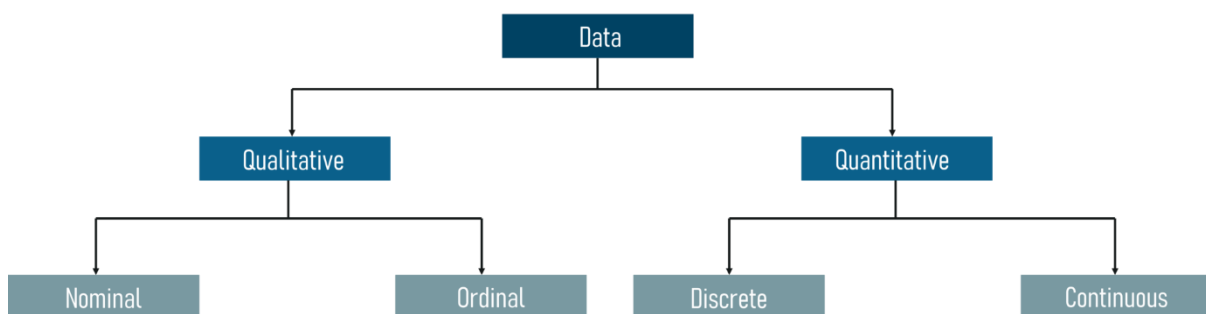 Data
Qualitative
Quantitative
Nominal
Ordinal
Discrete
Continuous